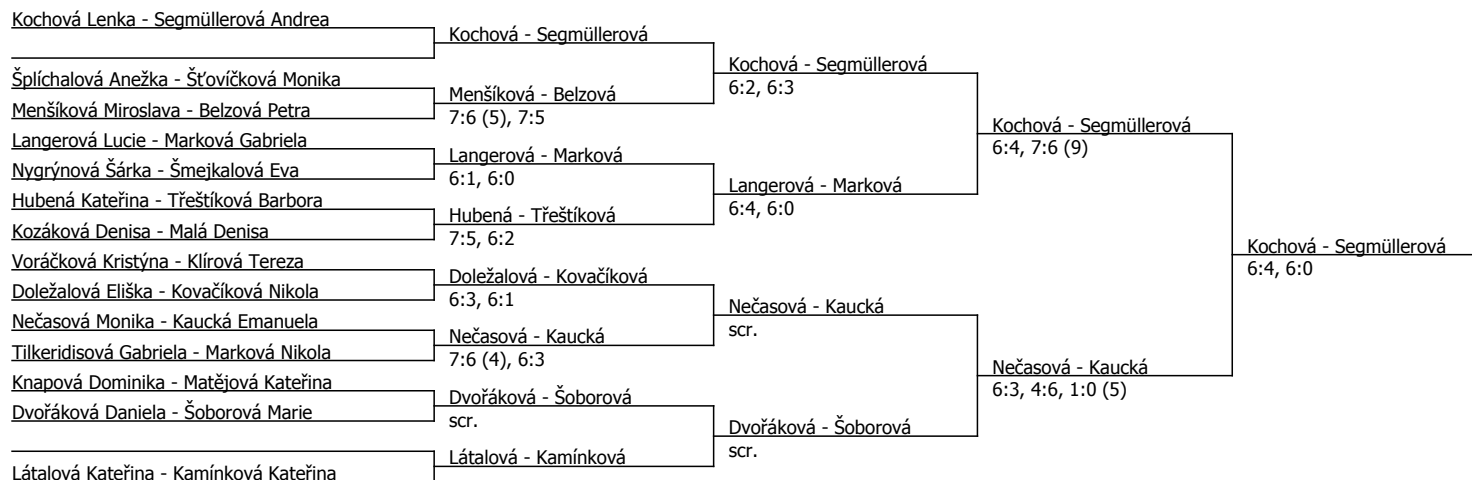 Kochová Lenka - Segmüllerová Andrea
Šplíchalová Anežka - Šťovíčková Monika
Menšíková Miroslava - Belzová Petra
Langerová Lucie - Marková Gabriela
Nygrýnová Šárka - Šmejkalová Eva
Hubená Kateřina - Třeštíková Barbora
Kozáková Denisa - Malá Denisa
Voráčková Kristýna - Klírová Tereza
Doležalová Eliška - Kovačíková Nikola
Nečasová Monika - Kaucká Emanuela
Tilkeridisová Gabriela - Marková Nikola
Knapová Dominika - Matějová Kateřina
Dvořáková Daniela - Šoborová Marie
Látalová Kateřina - Kamínková Kateřina
Kochová - Segmüllerová
Menšíková - Belzová
7:6 (5), 7:5
Langerová - Marková
6:1, 6:0
Hubená - Třeštíková
7:5, 6:2
Doležalová - Kovačíková
6:3, 6:1
Nečasová - Kaucká
7:6 (4), 6:3
Dvořáková - Šoborová
scr.
Látalová - Kamínková
Kochová - Segmüllerová
6:2, 6:3
Langerová - Marková
6:4, 6:0
Nečasová - Kaucká
scr.
Dvořáková - Šoborová
scr.
Kochová - Segmüllerová
6:4, 7:6 (9)
Nečasová - Kaucká
6:3, 4:6, 1:0 (5)
Kochová - Segmüllerová
6:4, 6:0